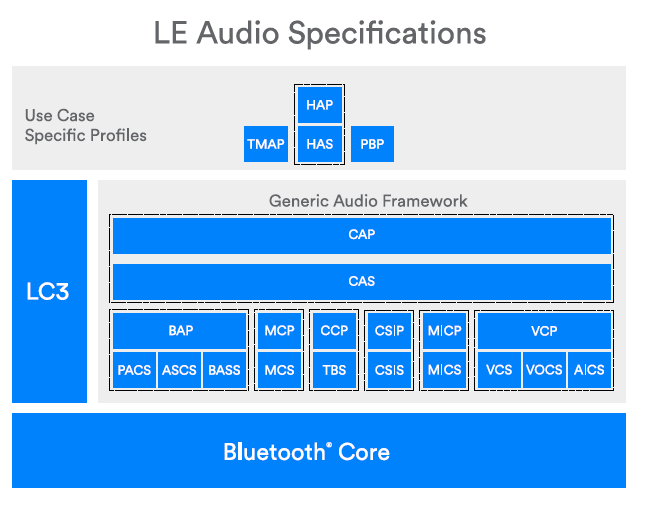 LE Audio Specifications
Use Case
Specific Profiles
HAP
TMAP HAS PBP
LC3
Generic Audio Framework
CAP
CAS
BAP MCP CCP CSIP MICP VCP
PACS ASCS BASS MCS TBS CSIS MICS VCS VOCS AICS
Bluetooth® Core